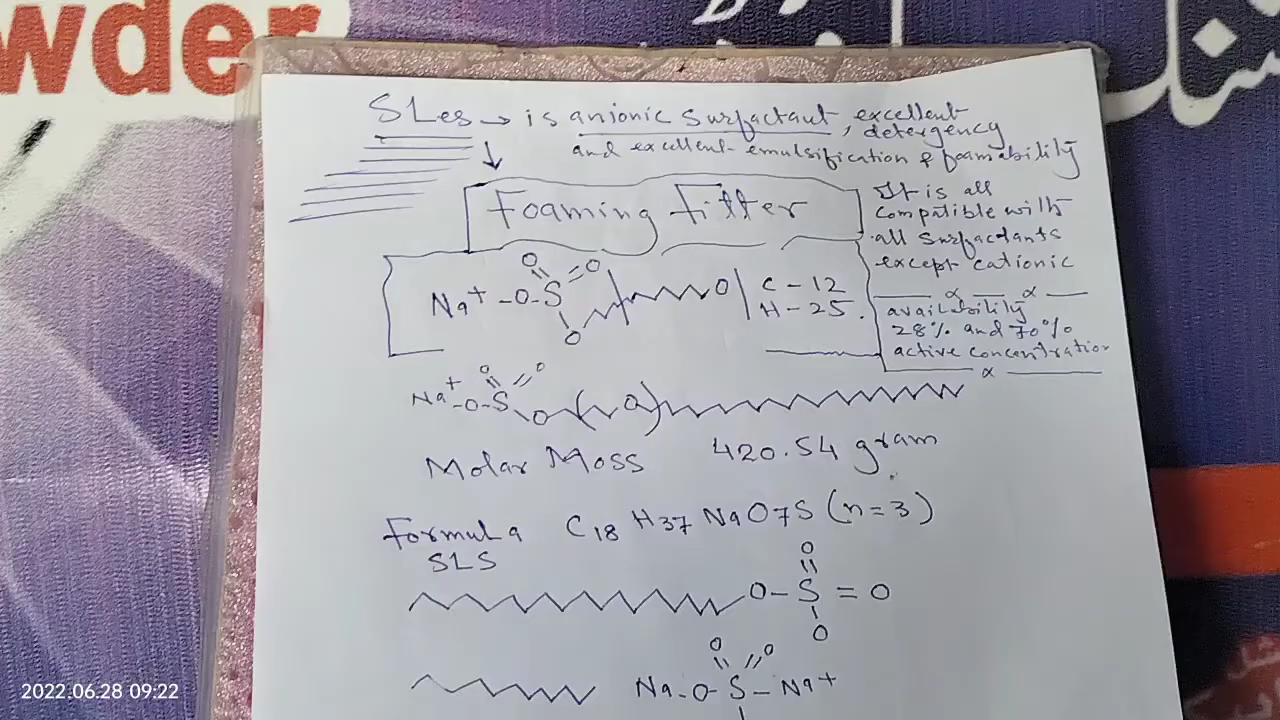 wder
SLes → is anionic surfactant, excellent
detergency
and excellent emulsification & foamability
Foaming filter
It is all
compatible with
all surfactants
except cationic
availability
28% and 70%
active concentration
O O
Na+ -O-S O C-12
H-25.
O
O O
Na+ -O-S O ( O )
Molar Moss 420.54 gram
Formula C18 H37 NaO7S (n=3)
SLS
O
O-S=O
O
O O
Na-O-S-Na+
2022.06.28 09:22